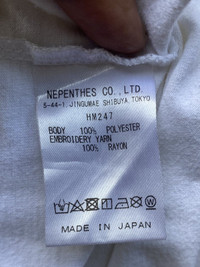 NEPENTHES CO.,LTD.
5-44-1, JINGUMAE SHIBUYA, TOKYO
HM247
BODY 100% POLYESTER
EMBROIDERY YARN
100% RAYON
MADE IN JAPAN